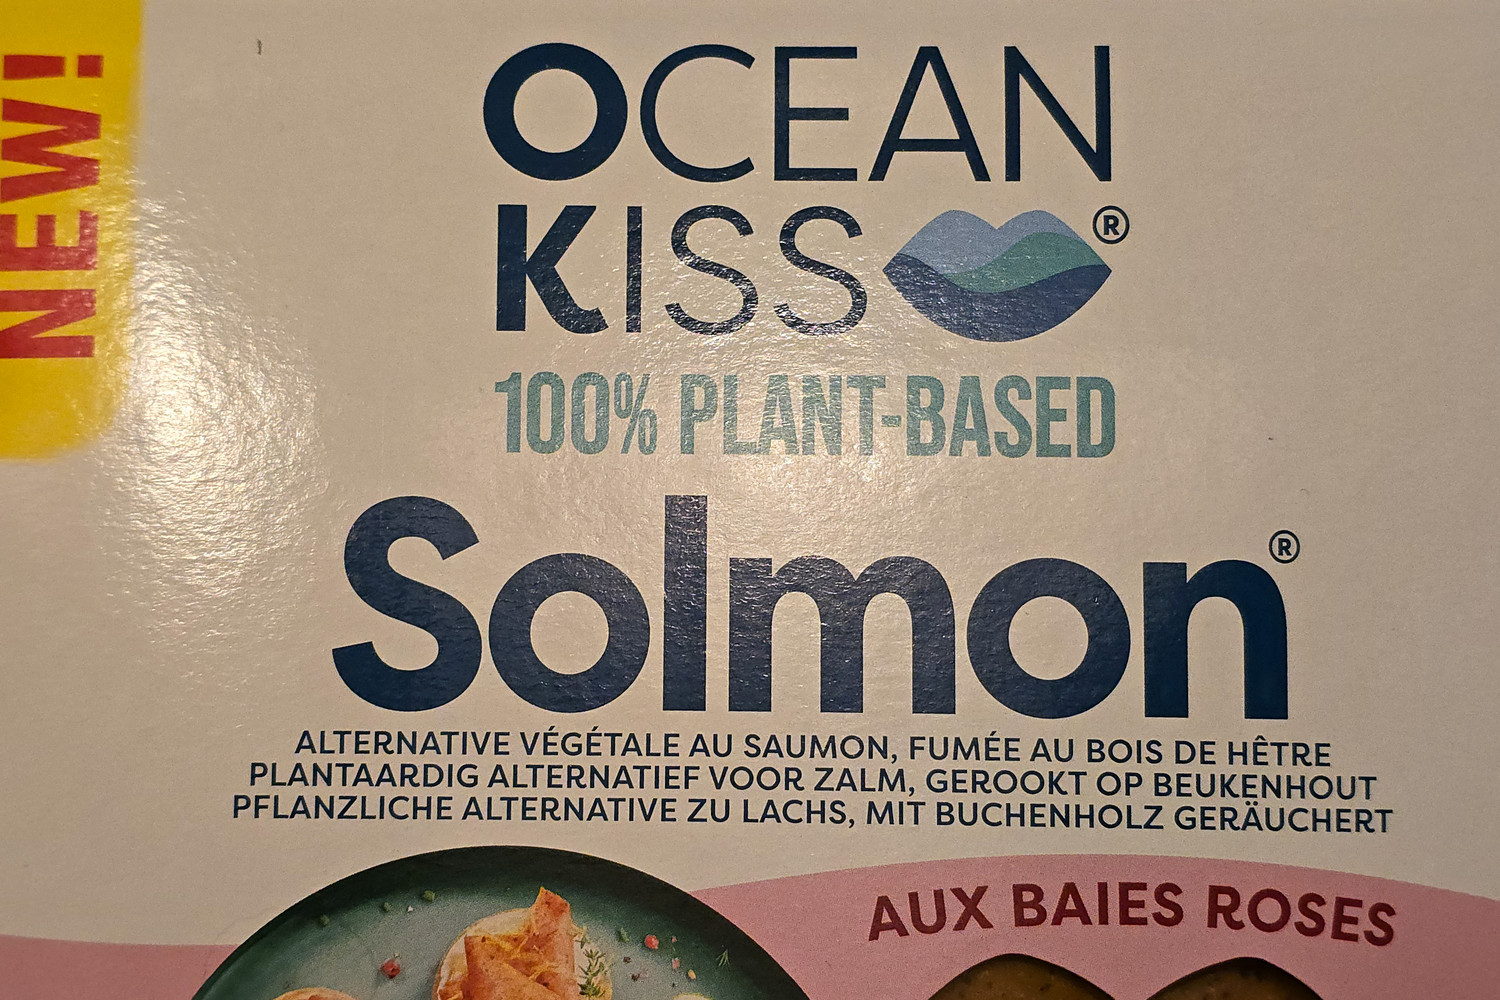 NEW!
OCEAN
KISS ®
100% PLANT-BASED
Solmon®
ALTERNATIVE VÉGÉTALE AU SAUMON, FUMÉE AU BOIS DE HÊTRE
PLANTAARDIG ALTERNATIEF VOOR ZALM, GEROOKT OP BEUKENHOUT
PFLANZLICHE ALTERNATIVE ZU LACHS, MIT BUCHENHOLZ GERÄUCHERT
AUX BAIES ROSES